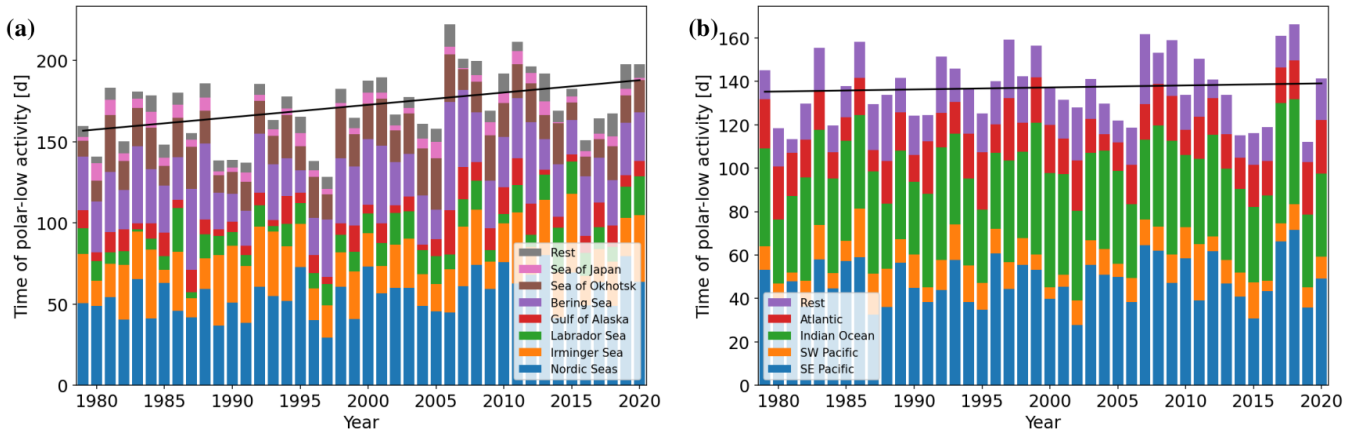 (a)
Time of polar-low activity [d]
200
150
100
50
0
Rest
Sea of Japan
Sea of Okhotsk
Bering Sea
Gulf of Alaska
Labrador Sea
Irminger Sea
Nordic Seas
1980 1985 1990 1995 2000 2005 2010 2015 2020
Year
(b)
Time of polar-low activity [d]
160
140
120
100
80
60
40
20
0
Rest
Atlantic
Indian Ocean
SW Pacific
SE Pacific
1980 1985 1990 1995 2000 2005 2010 2015 2020
Year